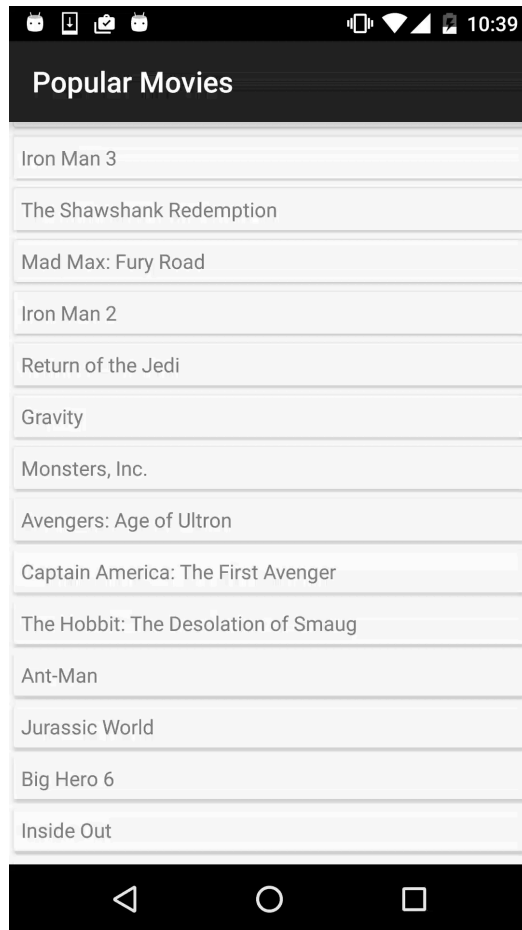 10:39
Popular Movies
Iron Man 3
The Shawshank Redemption
Mad Max: Fury Road
Iron Man 2
Return of the Jedi
Gravity
Monsters, Inc.
Avengers: Age of Ultron
Captain America: The First Avenger
The Hobbit: The Desolation of Smaug
Ant-Man
Jurassic World
Big Hero 6
Inside Out